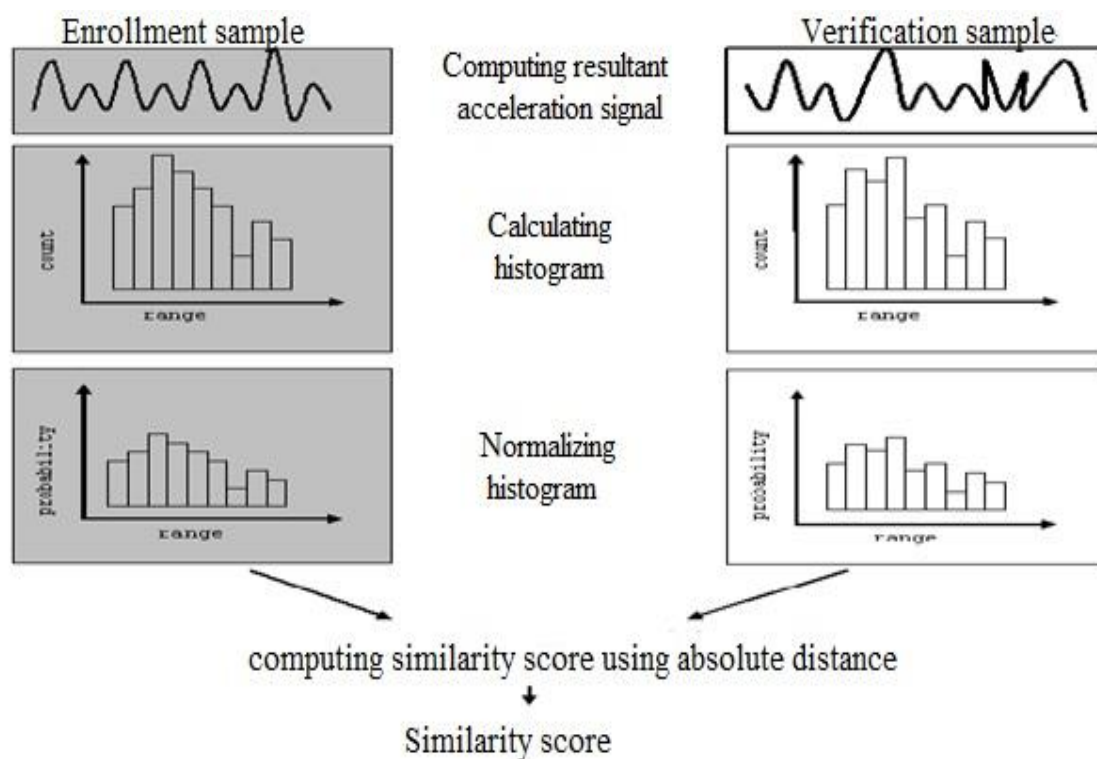 Enrollment sample
Verification sample
Computing resultant
acceleration signal
count
range
Calculating
histogram
count
range
probability
range
Normalizing
histogram
probability
range
computing similarity score using absolute distance
Similarity score